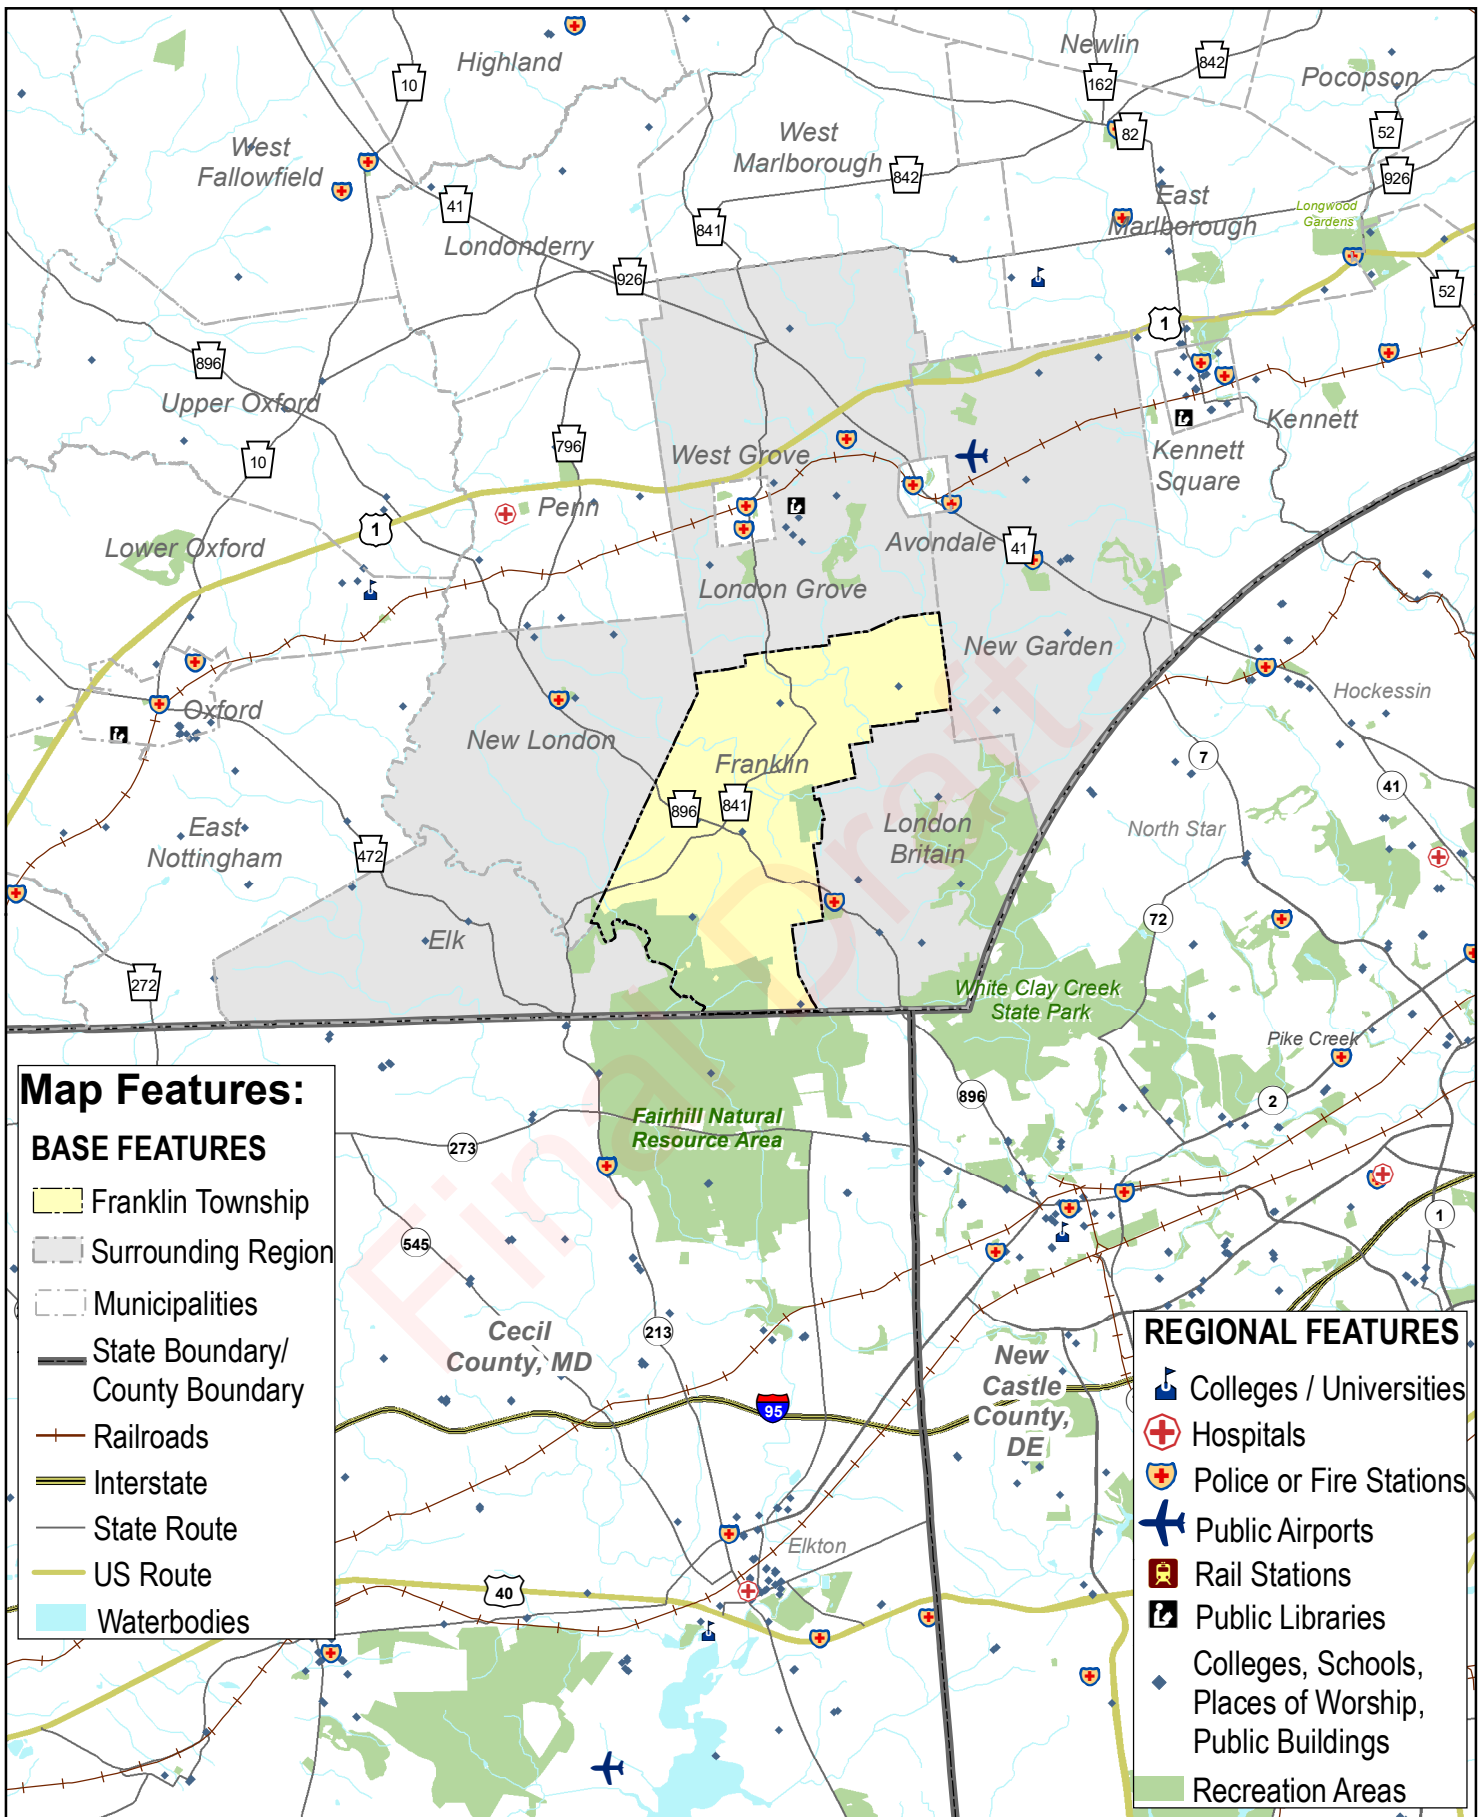 Highland
10
Newlin
842
162
Pocopson
82
52
West
Fallowfield
West
Marlborough
842
926
41
Londonderry
841
East
Marlborough
Longwood
Gardens
926
52
1
896
Upper Oxford
10
796
West Grove
Kennett
Kennett
Square
1
Penn
Lower Oxford
Avondale
41
London Grove
New Garden
Hockessin
Oxford
New London
Franklin
7
41
896
841
London
Britain
North Star
East
Nottingham
472
72
Elk
272
White Clay Creek
State Park
Pike Creek
896
2
Fairhill Natural
Resource Area
273
545
1
213
Cecil
County, MD
New
Castle
County,
DE
95
Elkton
40
Final Draft
Map Features:
BASE FEATURES
Franklin Township
Surrounding Region
Municipalities
State Boundary/
County Boundary
Railroads
Interstate
State Route
US Route
Waterbodies
REGIONAL FEATURES
Colleges / Universities
Hospitals
Police or Fire Stations
Public Airports
Rail Stations
Public Libraries
Colleges, Schools,
Places of Worship,
Public Buildings
Recreation Areas